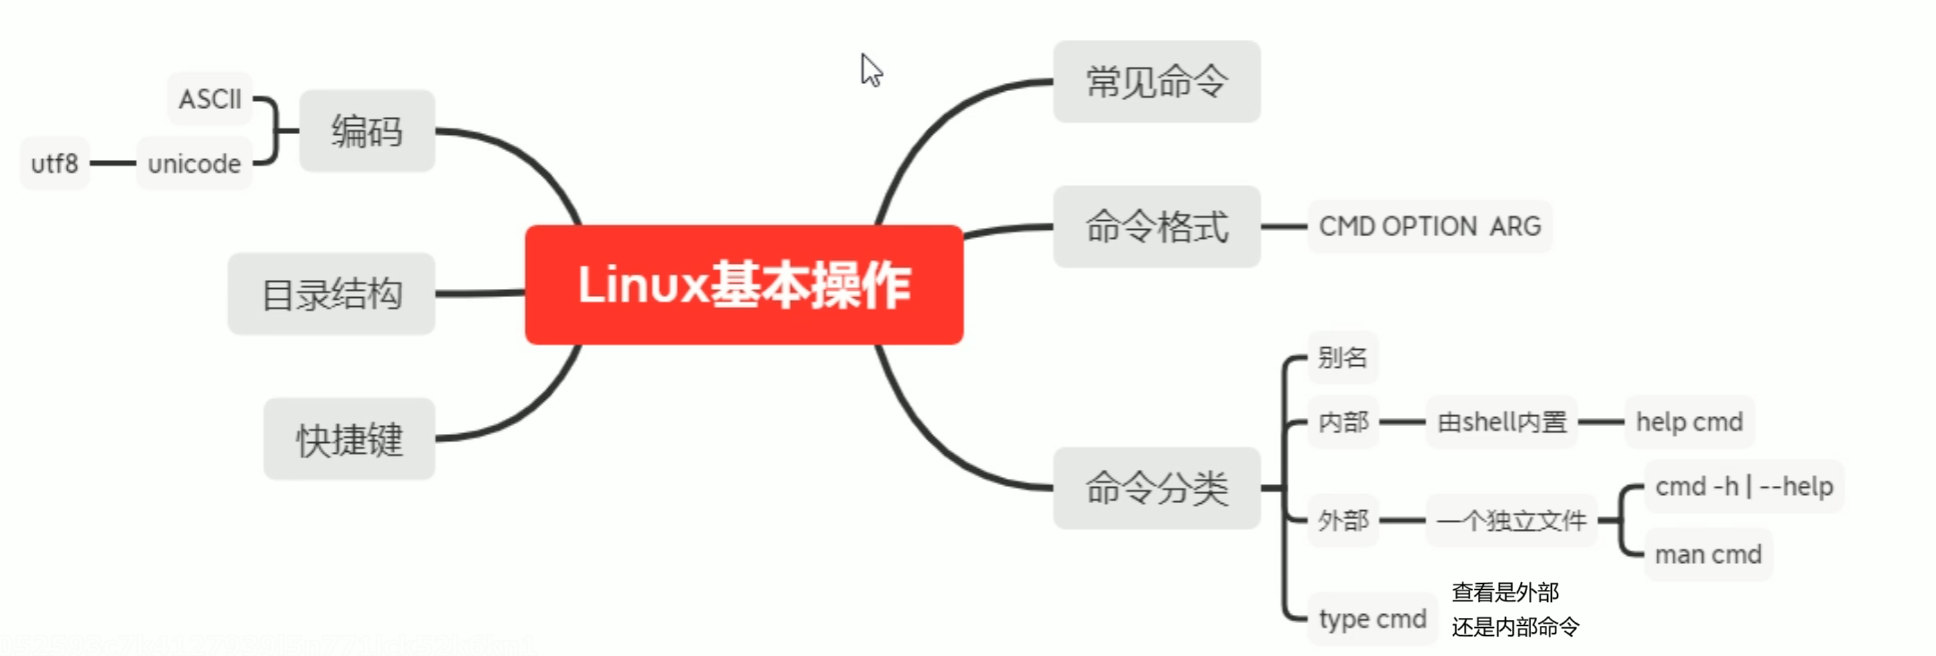 Linux基本操作
编码
ASCII
unicode
utf8
目录结构
快捷键
常见命令
命令格式
CMD OPTION  ARG
命令分类
别名
内部
由shell内置
help cmd
外部
一个独立文件
cmd -h | --help
man cmd
type cmd
查看是外部
还是内部命令